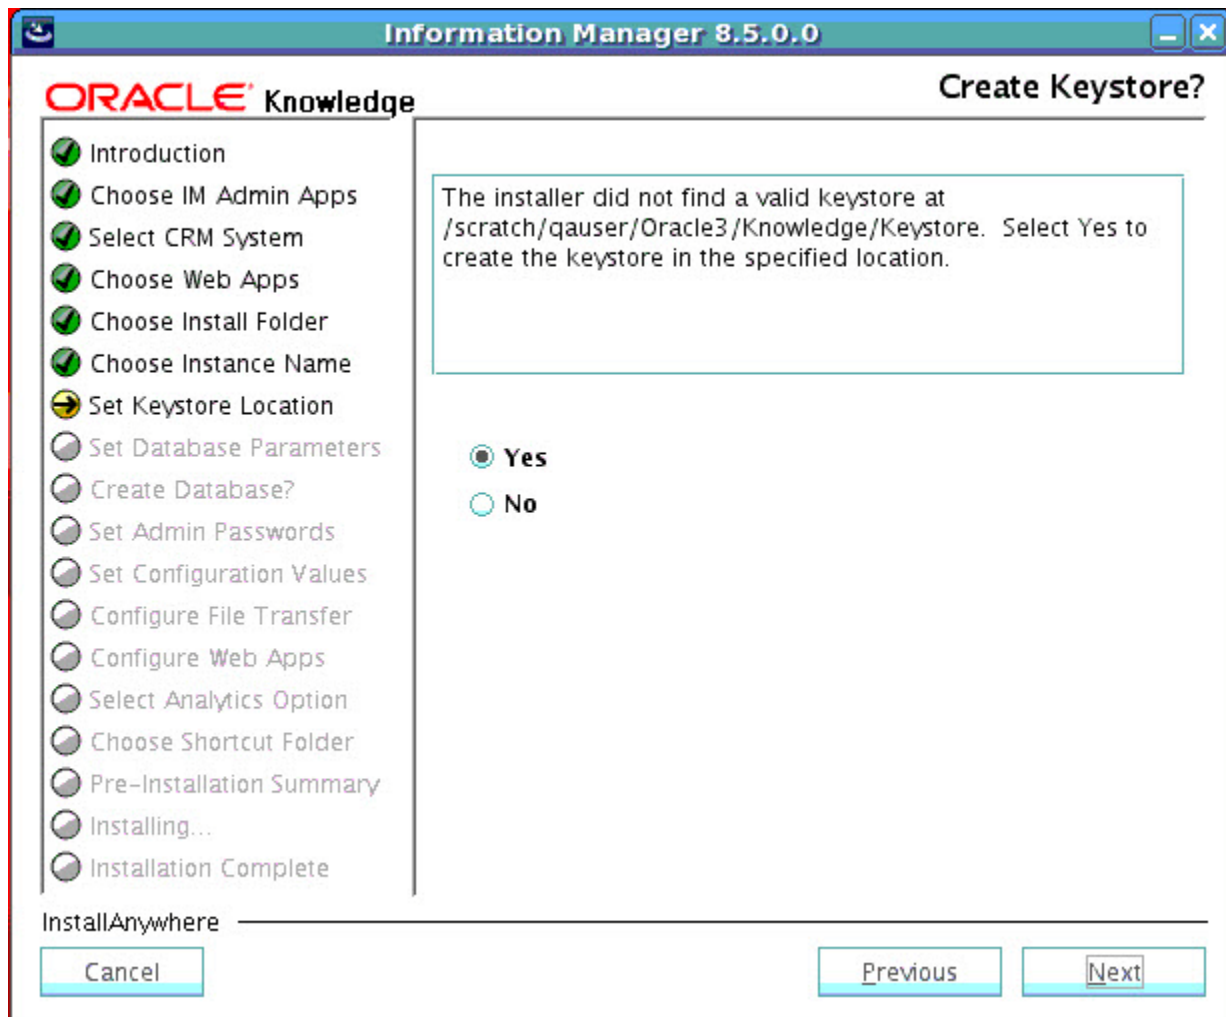 Information Manager 8.5.0.0
ORACLE Knowledge
Create Keystore?
Introduction
Choose IM Admin Apps
Select CRM System
Choose Web Apps
Choose Install Folder
Choose Instance Name
Set Keystore Location
Set Database Parameters
Create Database?
Set Admin Passwords
Set Configuration Values
Configure File Transfer
Configure Web Apps
Select Analytics Option
Choose Shortcut Folder
Pre-Installation Summary
Installing...
Installation Complete
The installer did not find a valid keystore at
/scratch/qauser/Oracle3/Knowledge/Keystore.  Select Yes to
create the keystore in the specified location.
Yes
No
InstallAnywhere
Cancel
Previous
Next